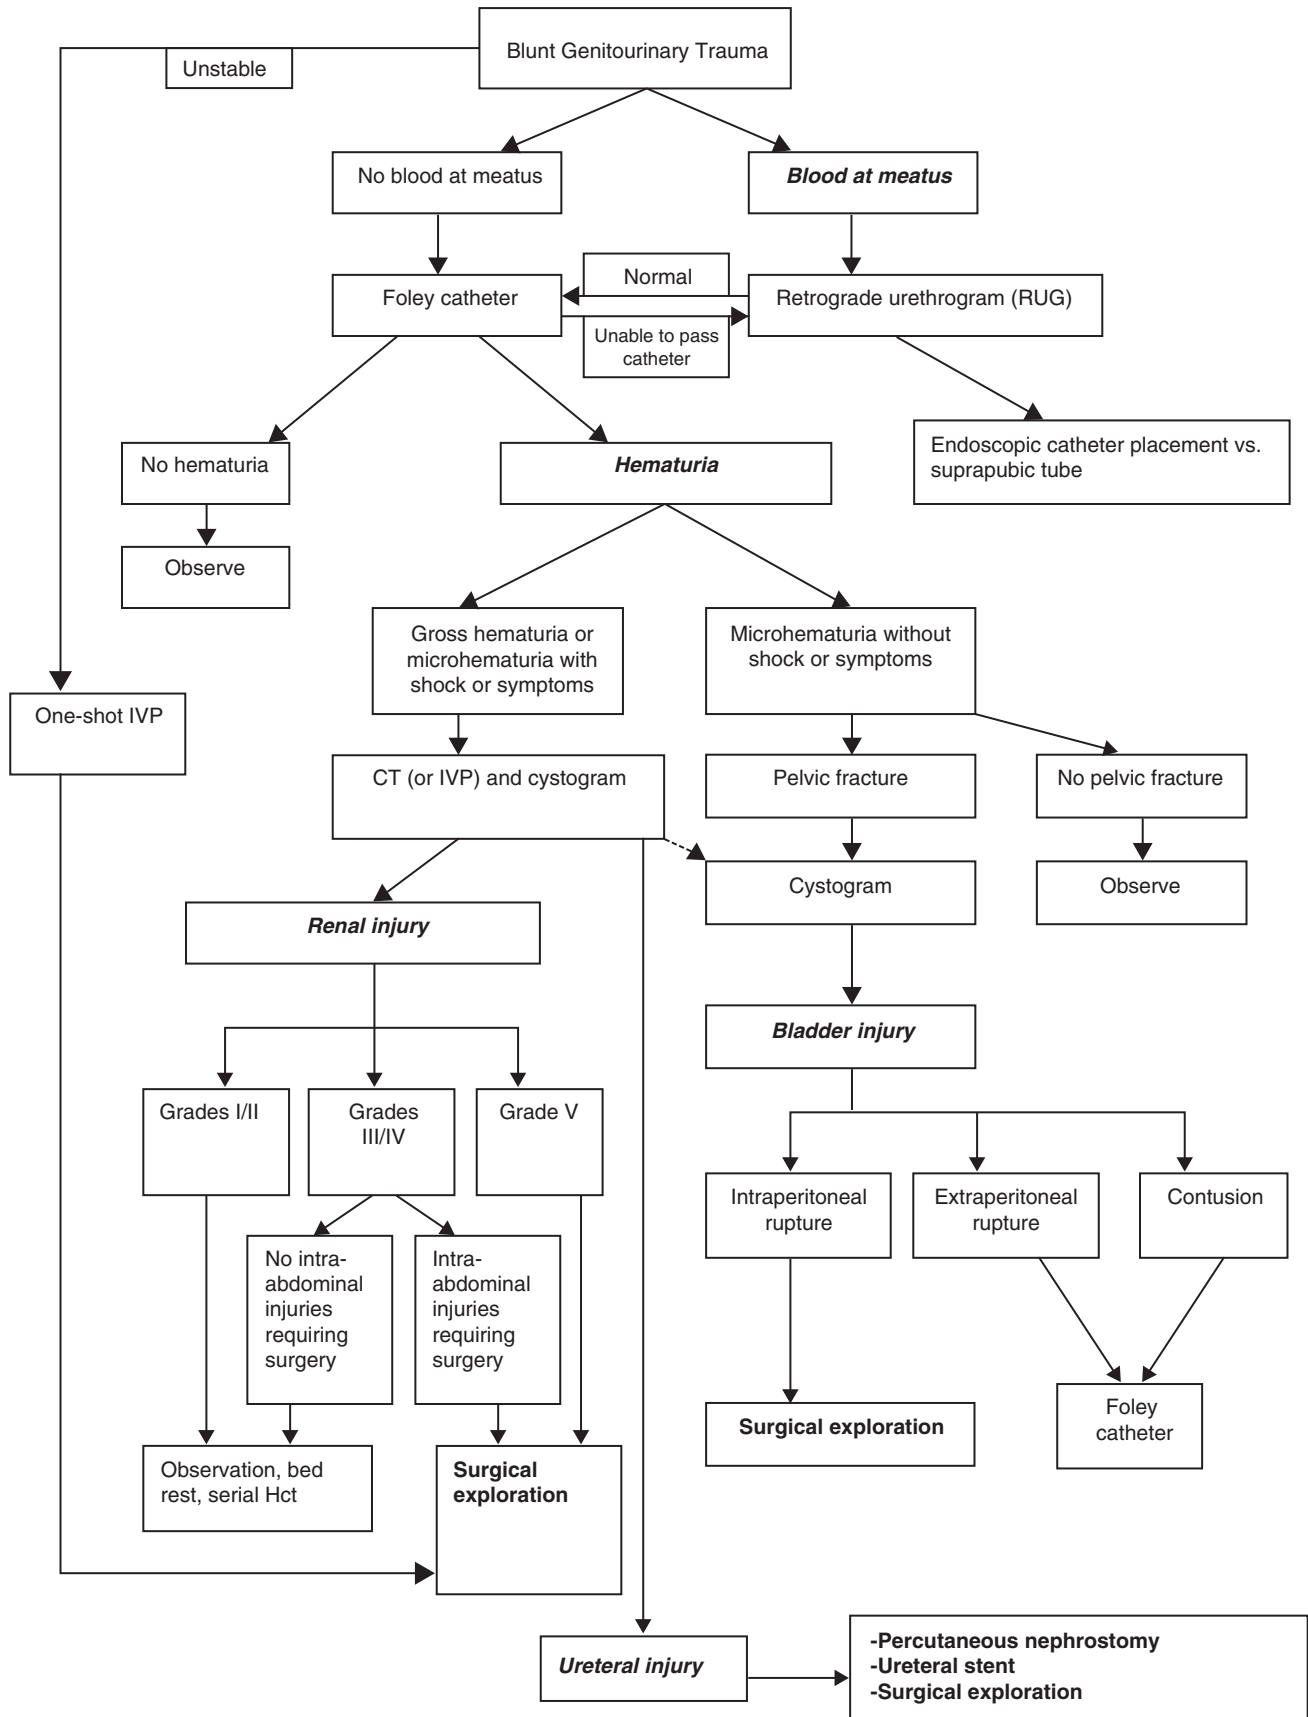 Blunt Genitourinary Trauma
Unstable
No blood at meatus
Blood at meatus
Normal
Foley catheter
Retrograde urethrogram (RUG)
Unable to pass
catheter
No hematuria
Hematuria
Endoscopic catheter placement vs.
suprapubic tube
Observe
Gross hematuria or
microhematuria with
shock or symptoms
Microhematuria without
shock or symptoms
One-shot IVP
CT (or IVP) and cystogram
Pelvic fracture
No pelvic fracture
Cystogram
Observe
Renal injury
Bladder injury
Grades I/II
Grades
III/IV
Grade V
Intraperitoneal
rupture
Extraperitoneal
rupture
Contusion
No intra-
abdominal
injuries
requiring
surgery
Intra-
abdominal
injuries
requiring
surgery
Foley
catheter
Surgical exploration
Observation, bed
rest, serial Hct
Surgical
exploration
Ureteral injury
-Percutaneous nephrostomy
-Ureteral stent
-Surgical exploration